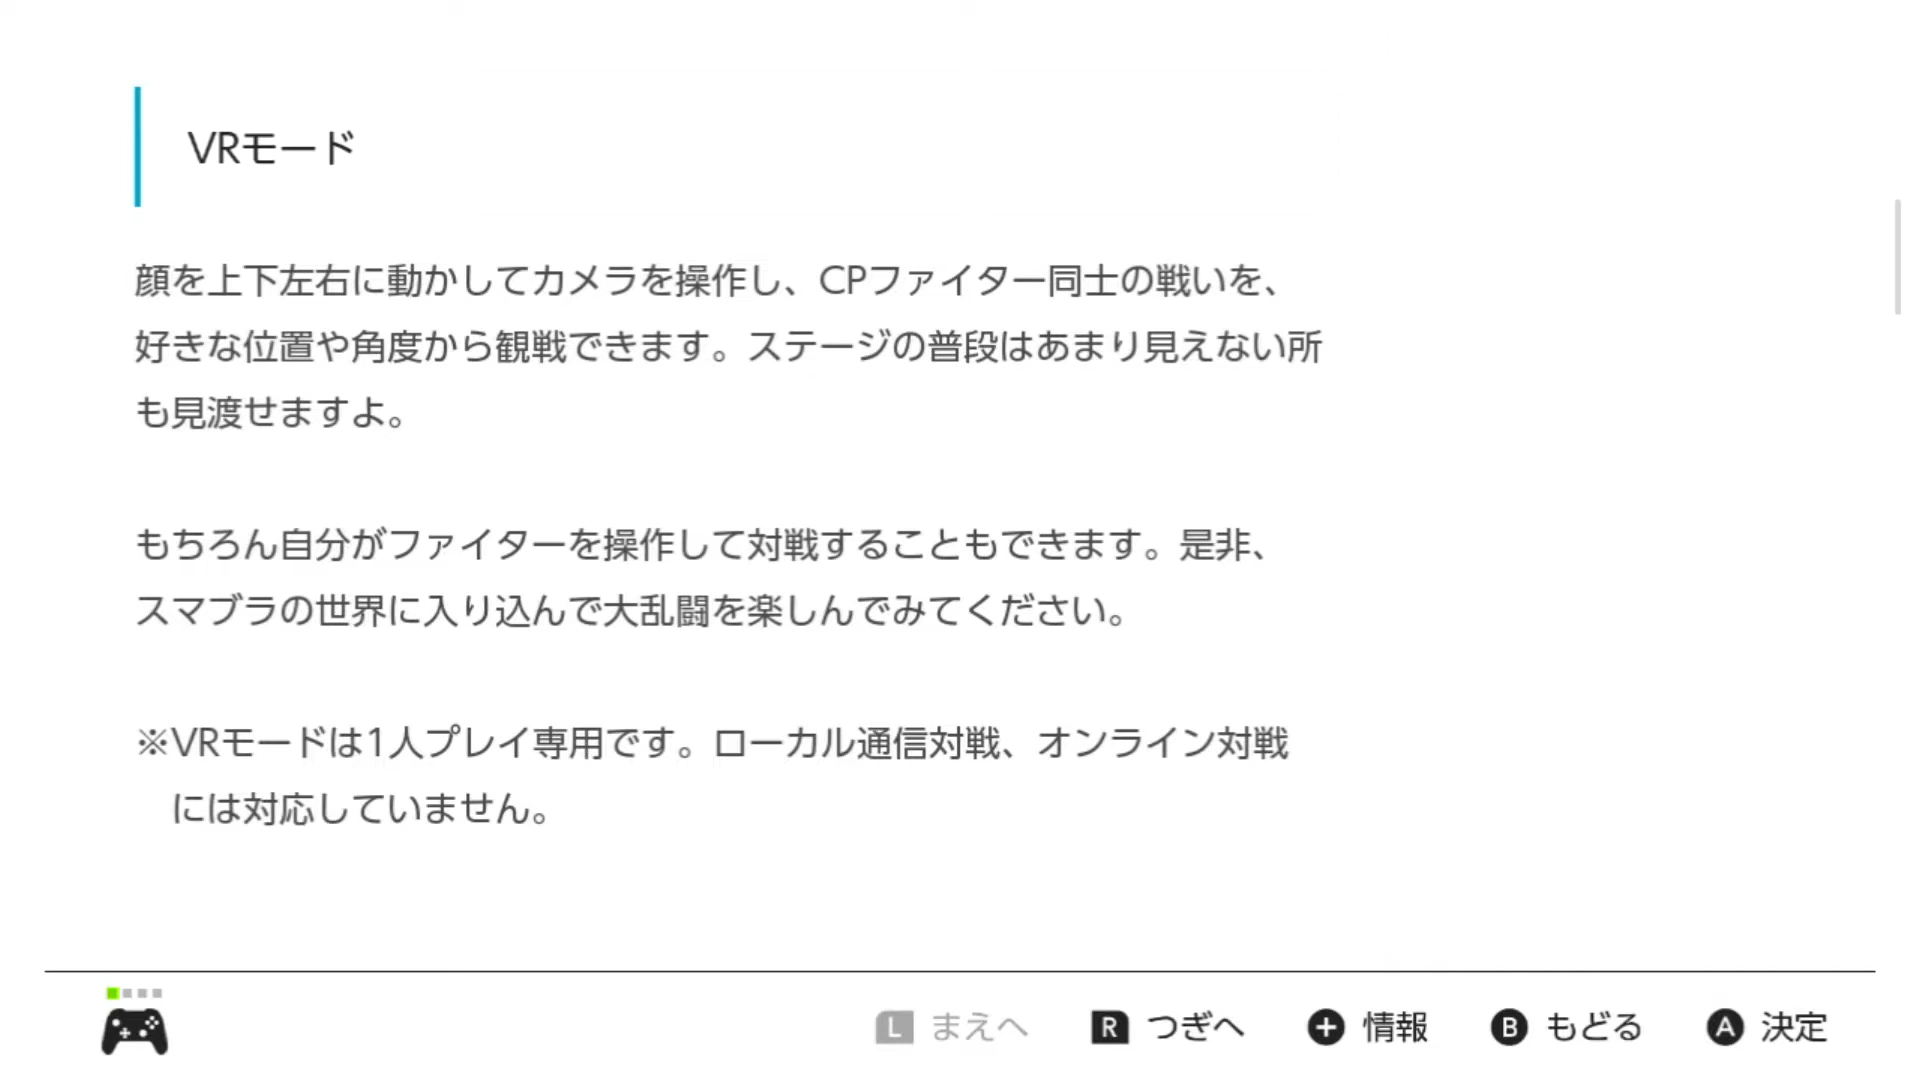 VRモード
顔を上下左右に動かしてカメラを操作し、CPファイター同士の戦いを、
好きな位置や角度から観戦できます。ステージの普段はあまり見えない所
も見渡せますよ。
もちろん自分がファイターを操作して対戦することもできます。是非、
スマブラの世界に入り込んで大乱闘を楽しんでみてください。
※VRモードは1人プレイ専用です。ローカル通信対戦、オンライン対戦
には対応していません。
L まえへ R つぎへ + 情報 B もどる A 決定